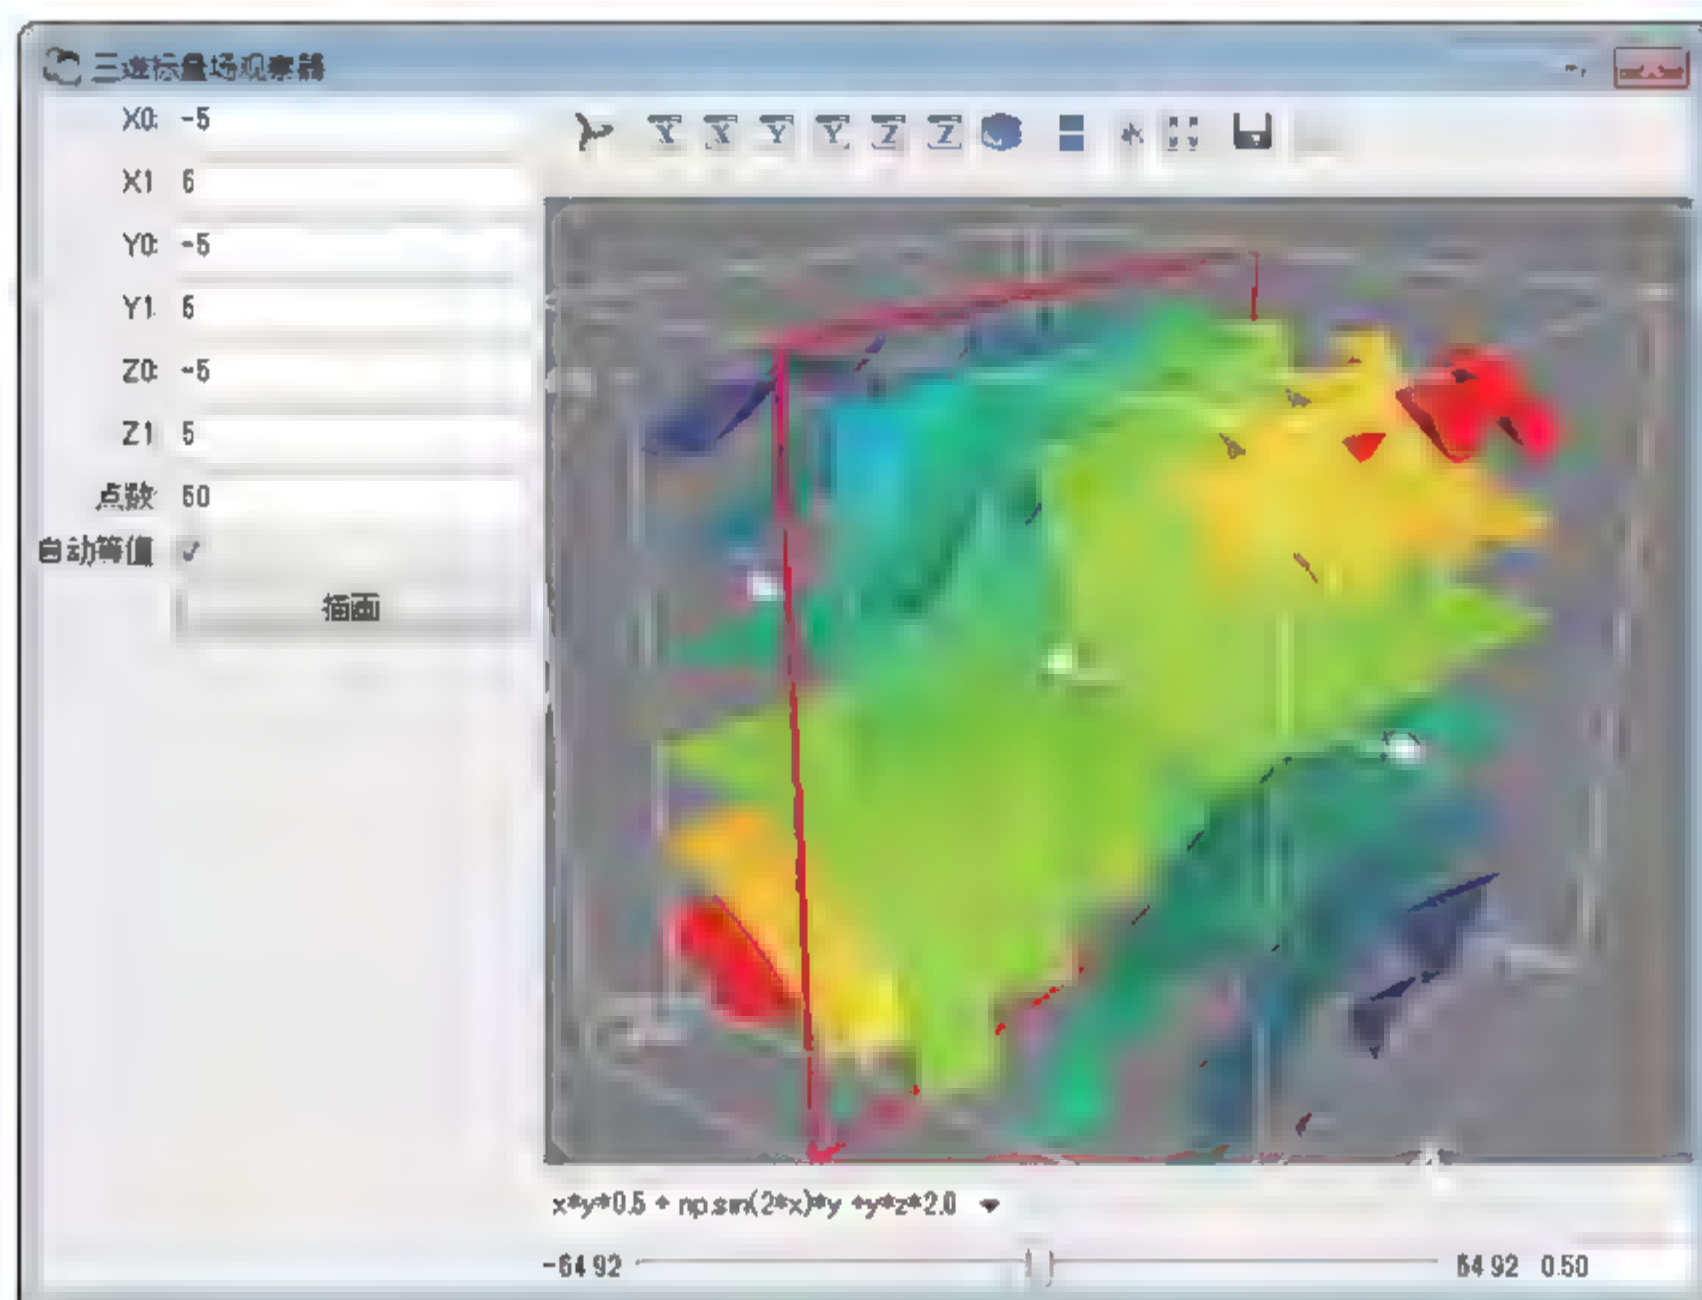 三维标量场观察器
X0: -5
X1: 5
Y0: -5
Y1: 5
Z0: -5
Z1: 5
点数: 50
自动等值: ✓
描画
x*y*0.5 + np.sin(2*x)*y +y*z*2.0
-64.92
64.92 0.50